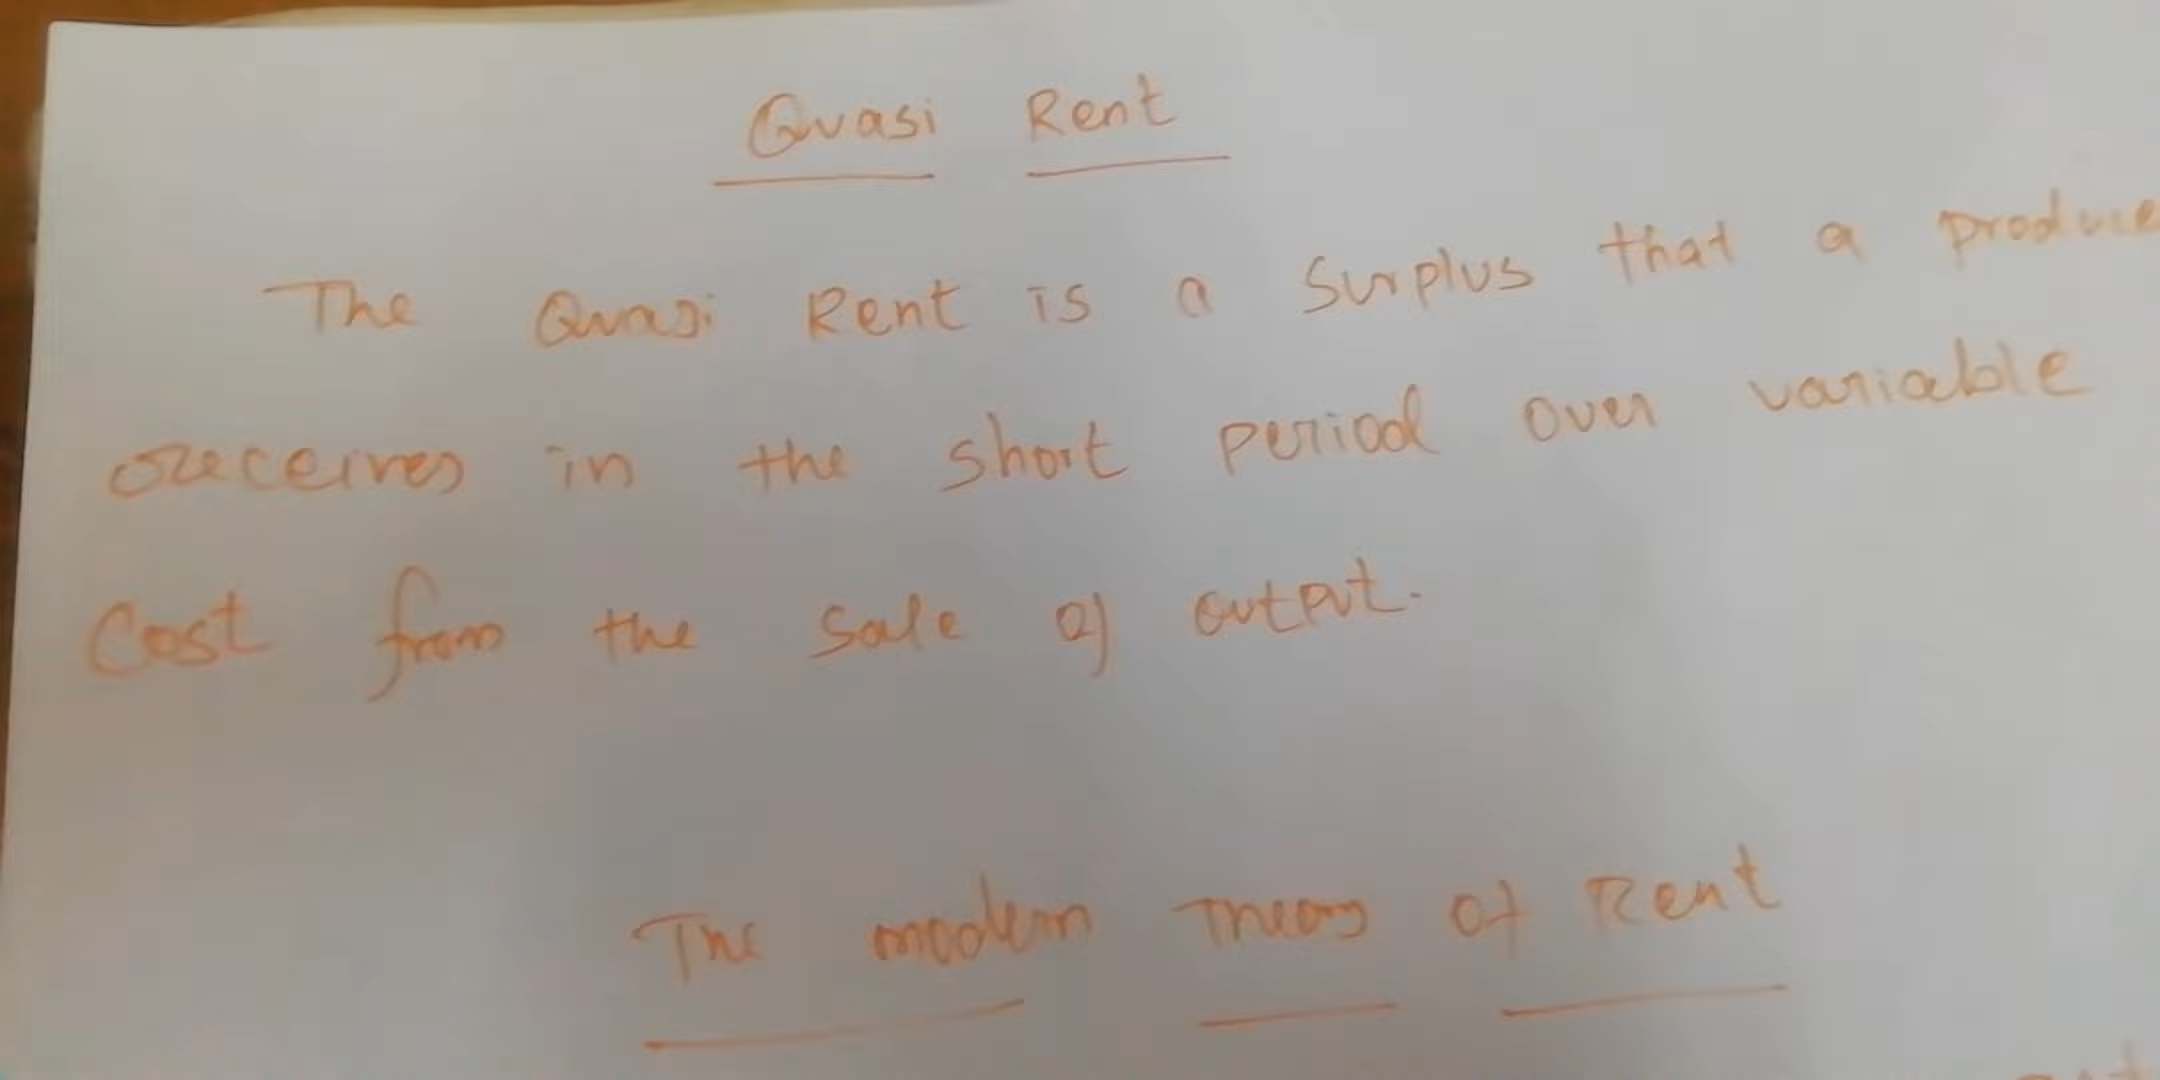 Quasi Rent
The Quasi Rent is a Surplus that a produce
receives in the short period over variable
Cost from the sale of output.
The modern Theory of Rent